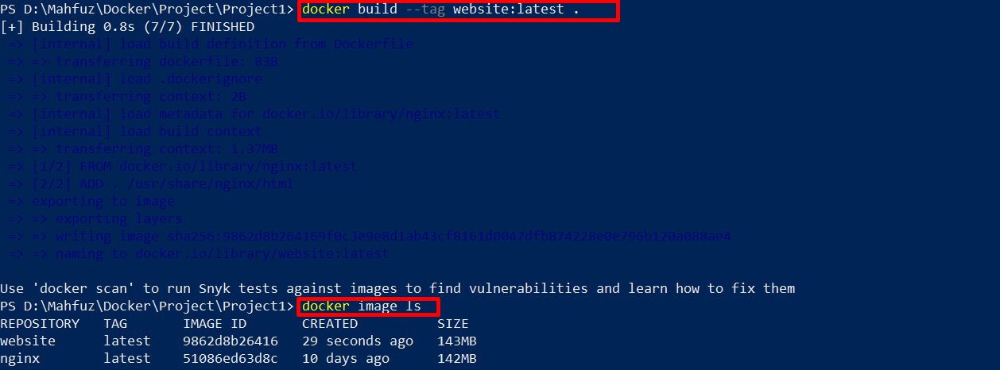 PS D:\Mahfuz\Docker\Project\Project1> docker build --tag website:latest .
[+] Building 0.8s (7/7) FINISHED
=> [internal] load build definition from Dockerfile
=> => transferring dockerfile: 83B
=> [internal] load .dockerignore
=> => transferring context: 2B
=> [internal] load metadata for docker.io/library/nginx:latest
=> [internal] load build context
=> => transferring context: 1.37MB
=> [1/2] FROM docker.io/library/nginx:latest
=> [2/2] ADD . /usr/share/nginx/html
=> exporting to image
=> => exporting layers
=> => writing image sha256:9862d8b264169f0c3e9e8d1ab43cf8161d0047dfb874228e0e796b120a088ae4
=> => naming to docker.io/library/website:latest
Use 'docker scan' to run Snyk tests against images to find vulnerabilities and learn how to fix them
PS D:\Mahfuz\Docker\Project\Project1> docker image ls
REPOSITORY TAG IMAGE ID CREATED SIZE
website latest 9862d8b26416 29 seconds ago 143MB
nginx latest 51086ed63d8c 10 days ago 142MB